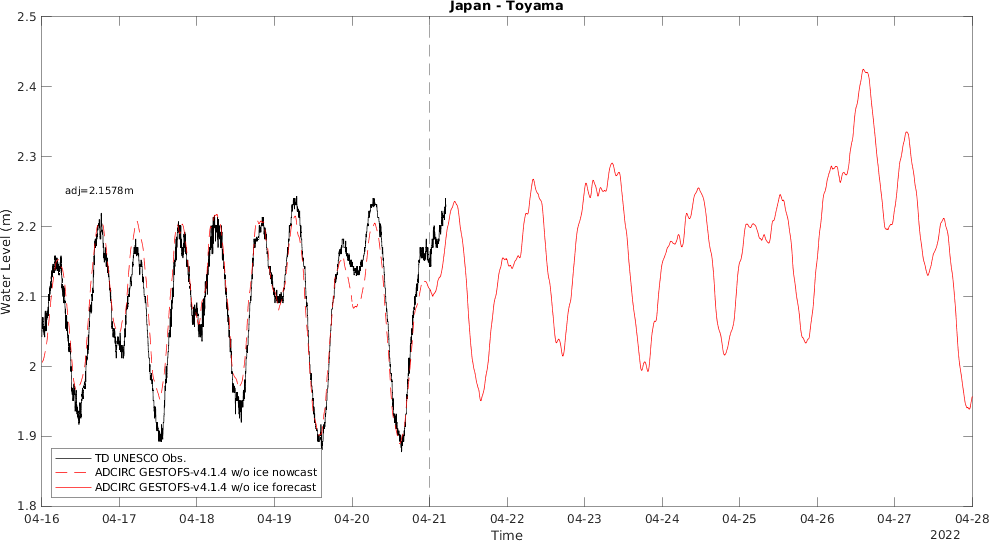 Japan - Toyama
2.5
2.4
2.3
2.2
2.1
2
1.9
1.8
Water Level (m)
adj=2.1578m
TD UNESCO Obs.
ADCIRC GESTOFS-v4.1.4 w/o ice nowcast
ADCIRC GESTOFS-v4.1.4 w/o ice forecast
04-16 04-17 04-18 04-19 04-20 04-21 04-22 04-23 04-24 04-25 04-26 04-27 04-28
Time
2022